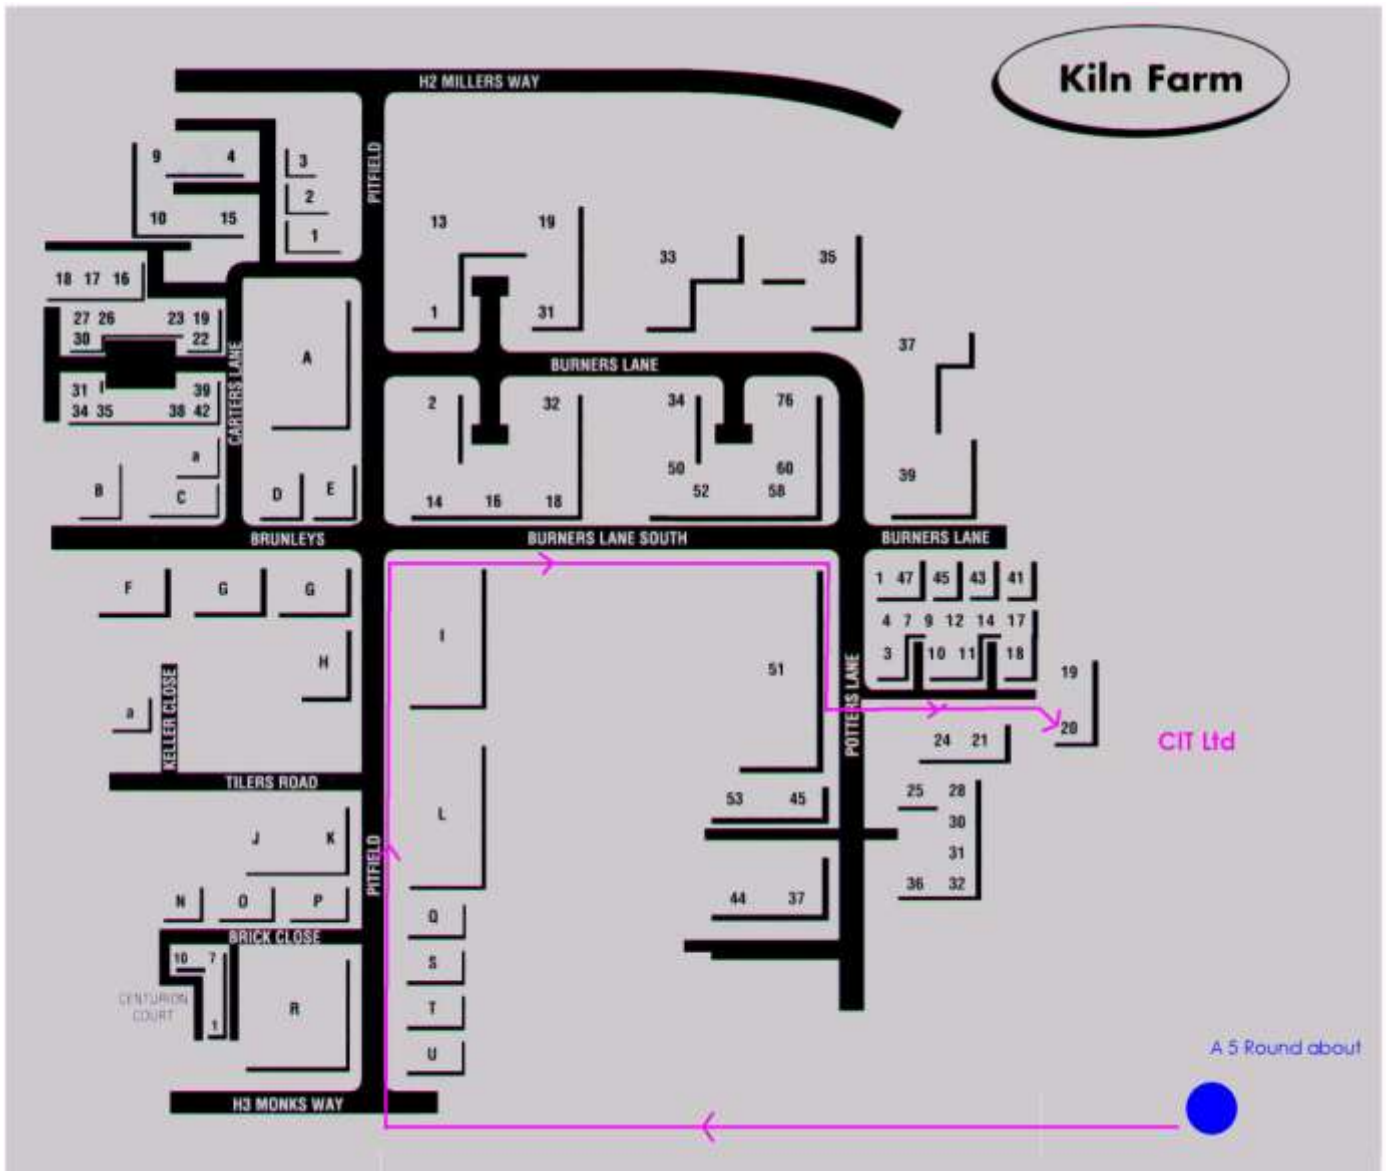 Kiln Farm
H2 MILLERS WAY
PITFIELD
9 4 3
2
10 15 1
13 19
33 35
18 17 16
1 31
27 26 23 19
30 22
37
A
BURNERS LANE
CARTERS LANE
31 39
34 35 38 42
2 32 34 76
a
50 60
39
B C D E
52 58
14 16 18
BRUNLEYS BURNERS LANE SOUTH BURNERS LANE
F G G
1 47 45 43 41
4 7 9 12 14 17
I
3 10 11 18
H
51
19
KELLER CLOSE
POTTERS LANE
a
20
24 21
CIT Ltd
TILERS ROAD
25 28
53 45
L
30
J K
31
PITFIELD
36 32
44 37
N O P
Q
BRICK CLOSE
10 7
S
CENTURION
COURT
R
T
1
A 5 Round about
U
H3 MONKS WAY